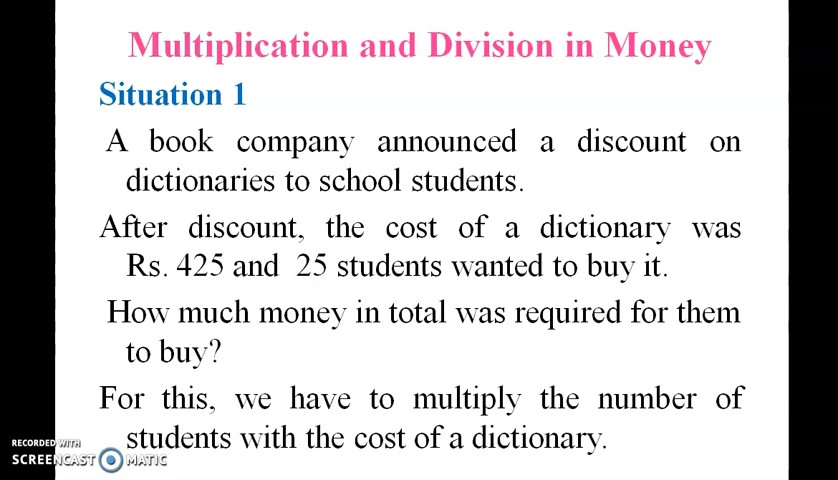 Multiplication and Division in Money
Situation 1
A book company announced a discount on
dictionaries to school students.
After discount, the cost of a dictionary was
Rs. 425 and 25 students wanted to buy it.
How much money in total was required for them
to buy?
For this, we have to multiply the number of
students with the cost of a dictionary.
RECORDED WITH
SCREENCAST MATIC